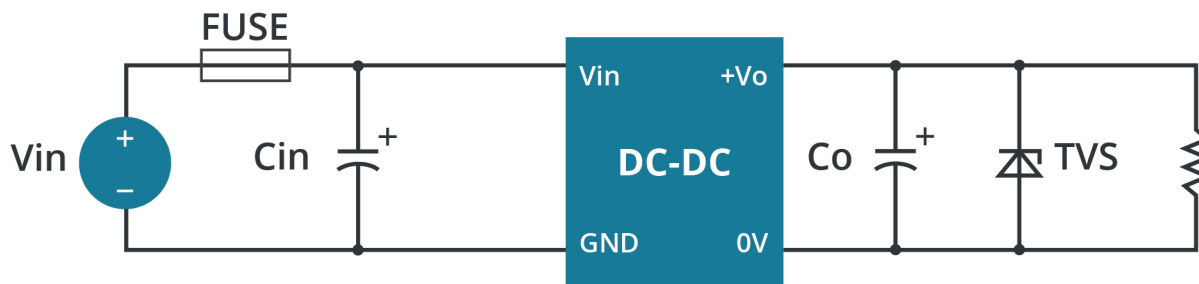 FUSE
Vin +Vo
+ + +
Vin Cin DC-DC Co TVS
−
GND 0V